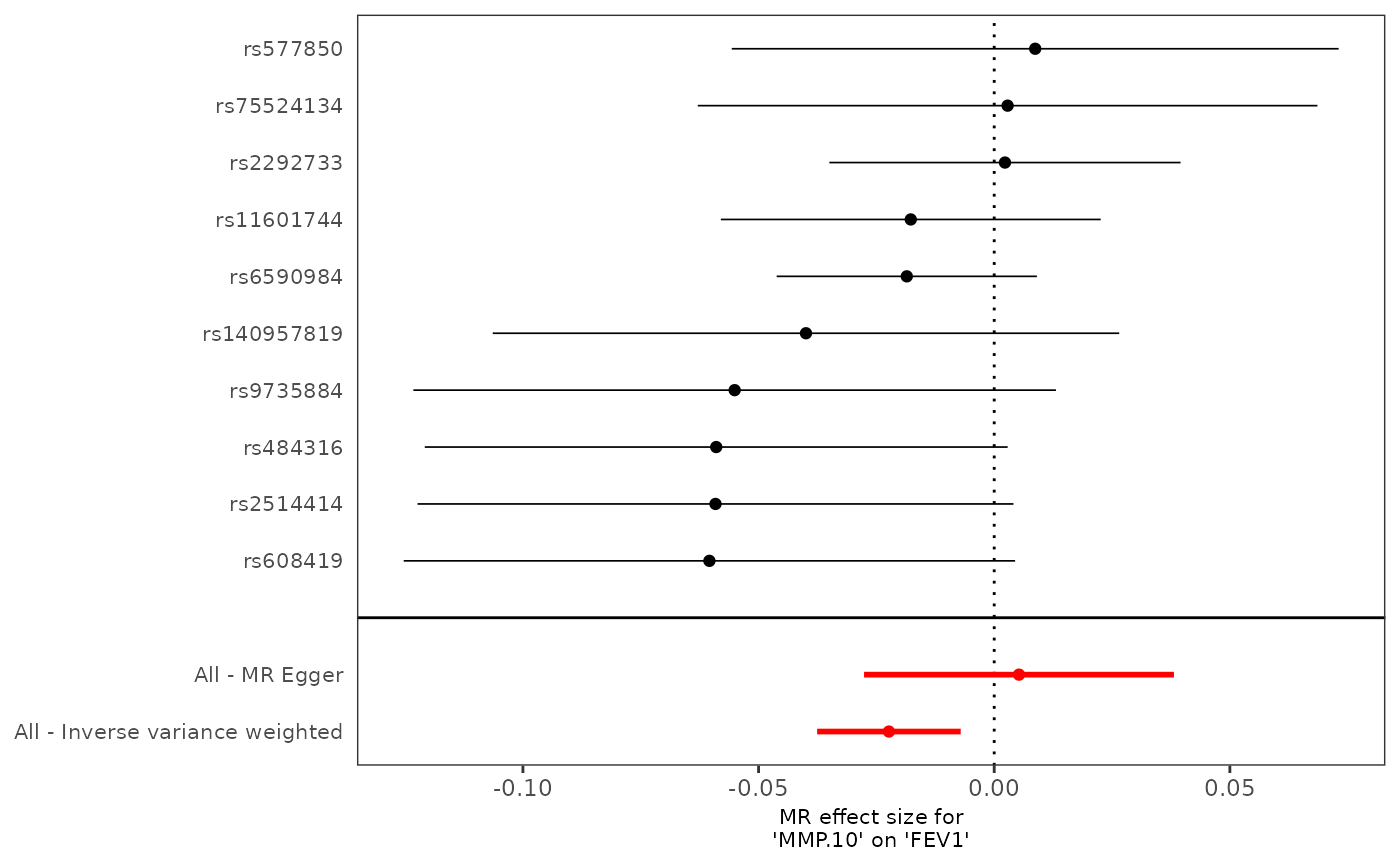 rs577850
rs75524134
rs2292733
rs11601744
rs6590984
rs140957819
rs9735884
rs484316
rs2514414
rs608419
All - MR Egger
All - Inverse variance weighted
-0.10 -0.05 0.00 0.05
MR effect size for
'MMP.10' on 'FEV1'